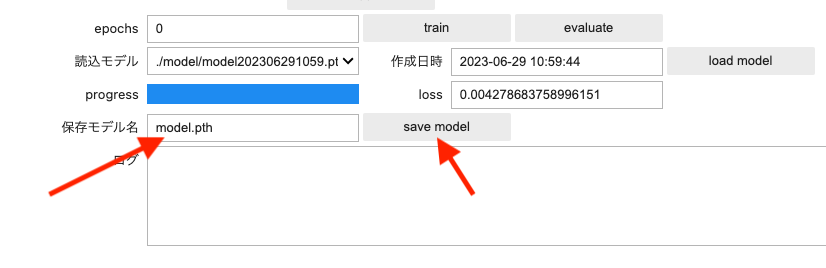 epochs 0 train evaluate
読込モデル ./model/model202306291059.pt 作成日時 2023-06-29 10:59:44 load model
progress loss 0.004278683758996151
保存モデル名 model.pth save model
ログ